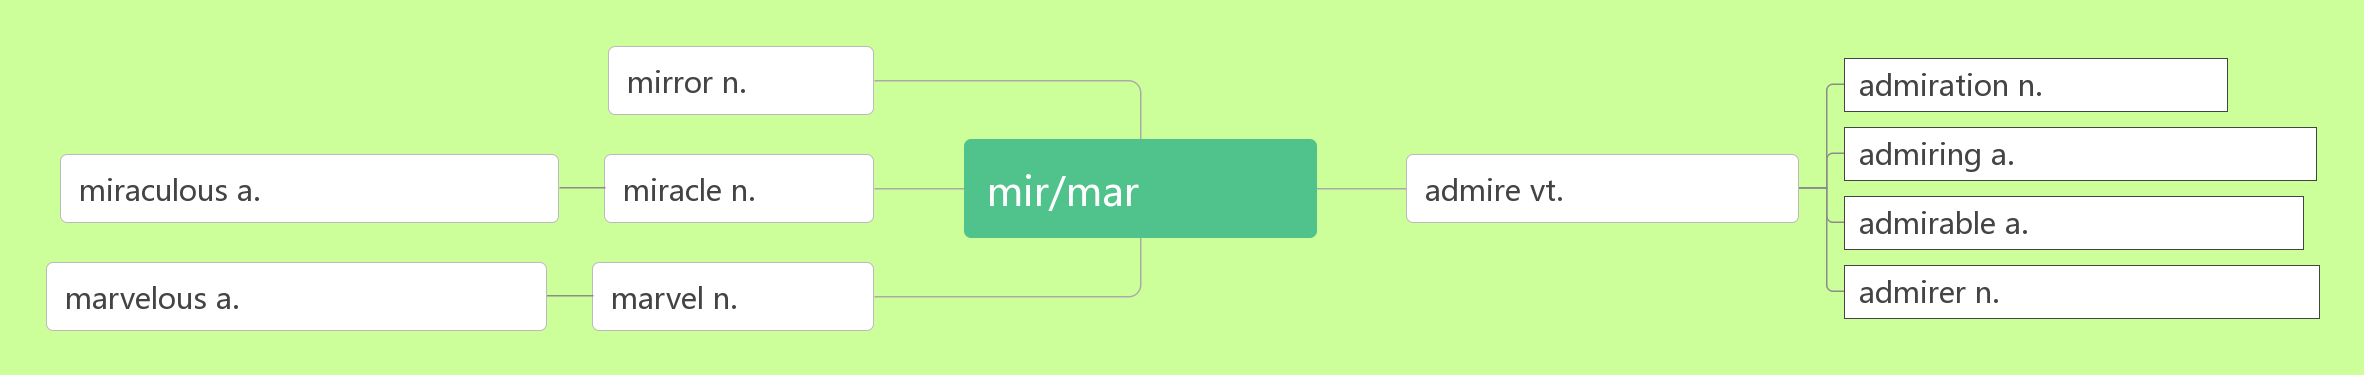 mirror n.
miraculous a.
miracle n.
marvelous a.
marvel n.
mir/mar
admire vt.
admiration n.
admiring a.
admirable a.
admirer n.